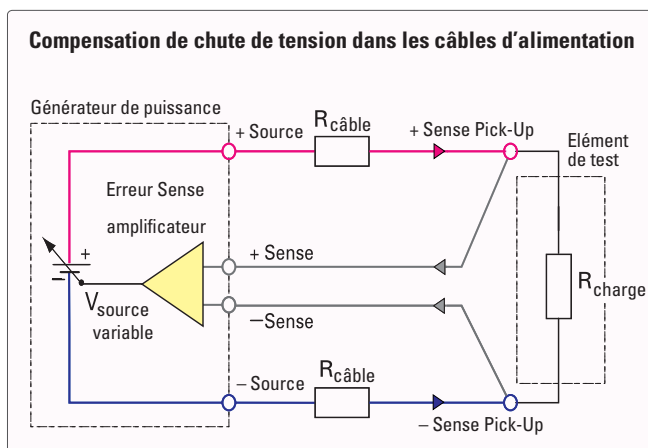 Compensation de chute de tension dans les câbles d’alimentation
Générateur de puissance
+ Source
Rcâble
+ Sense Pick-Up
Elément
de test
Erreur Sense
amplificateur
+ Sense
+
−
Vsource
variable
−Sense
Rcharge
− Source
Rcâble
− Sense Pick-Up